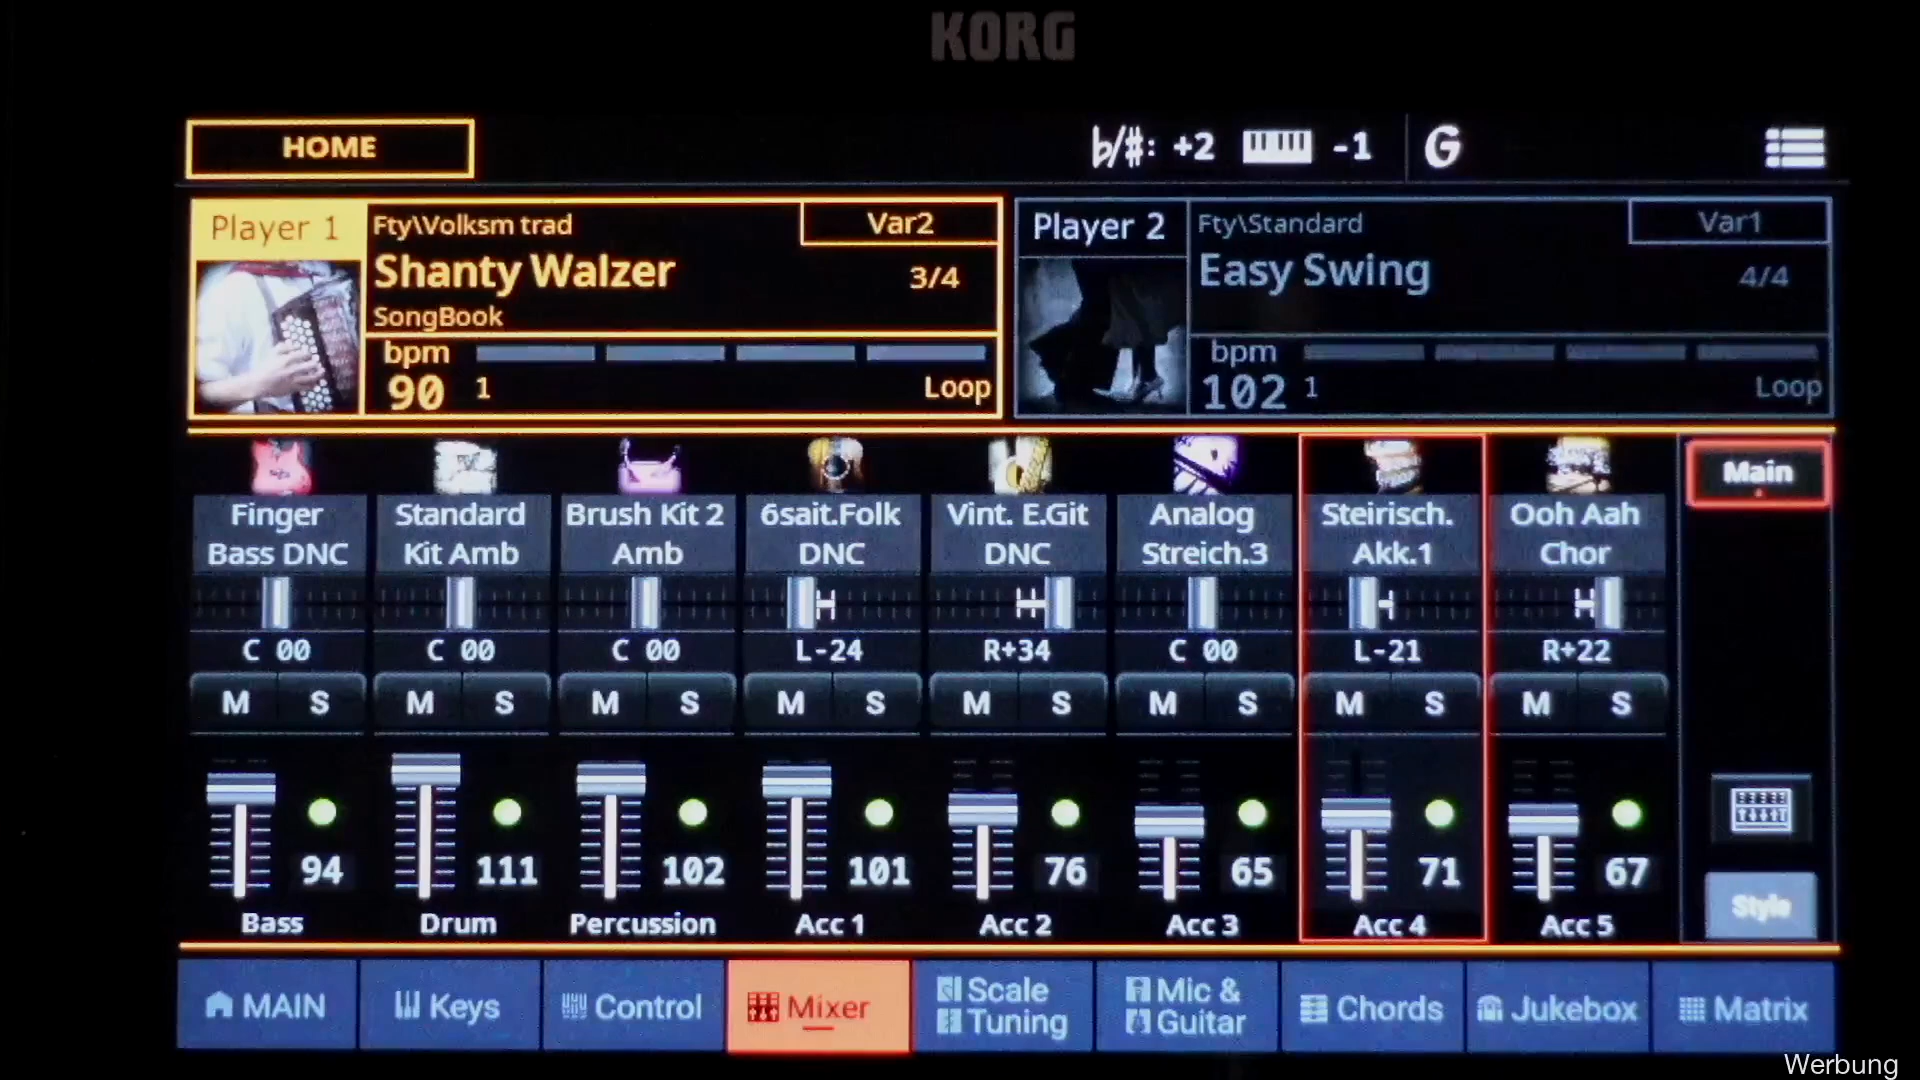 KORG
HOME
♭/#: +2 -1 G
Player 1
Fty\Volksm trad
Var2
Shanty Walzer
3/4
SongBook
bpm
90
1
Loop
Player 2
Fty\Standard
Var1
Easy Swing
4/4
bpm
102
1
Loop
Finger
Bass DNC
Standard
Kit Amb
Brush Kit 2
Amb
6sait.Folk
DNC
Vint. E.Git
DNC
Analog
Streich.3
Steirisch.
Akk.1
Ooh Aah
Chor
Main
C 00
C 00
C 00
L-24
R+34
C 00
L-21
R+22
M S
M S
M S
M S
M S
M S
M S
M S
94
111
102
101
76
65
71
67
Bass
Drum
Percussion
Acc 1
Acc 2
Acc 3
Acc 4
Acc 5
Style
MAIN
Keys
Control
Mixer
Scale
Tuning
Mic &
Guitar
Chords
Jukebox
Matrix
Werbung